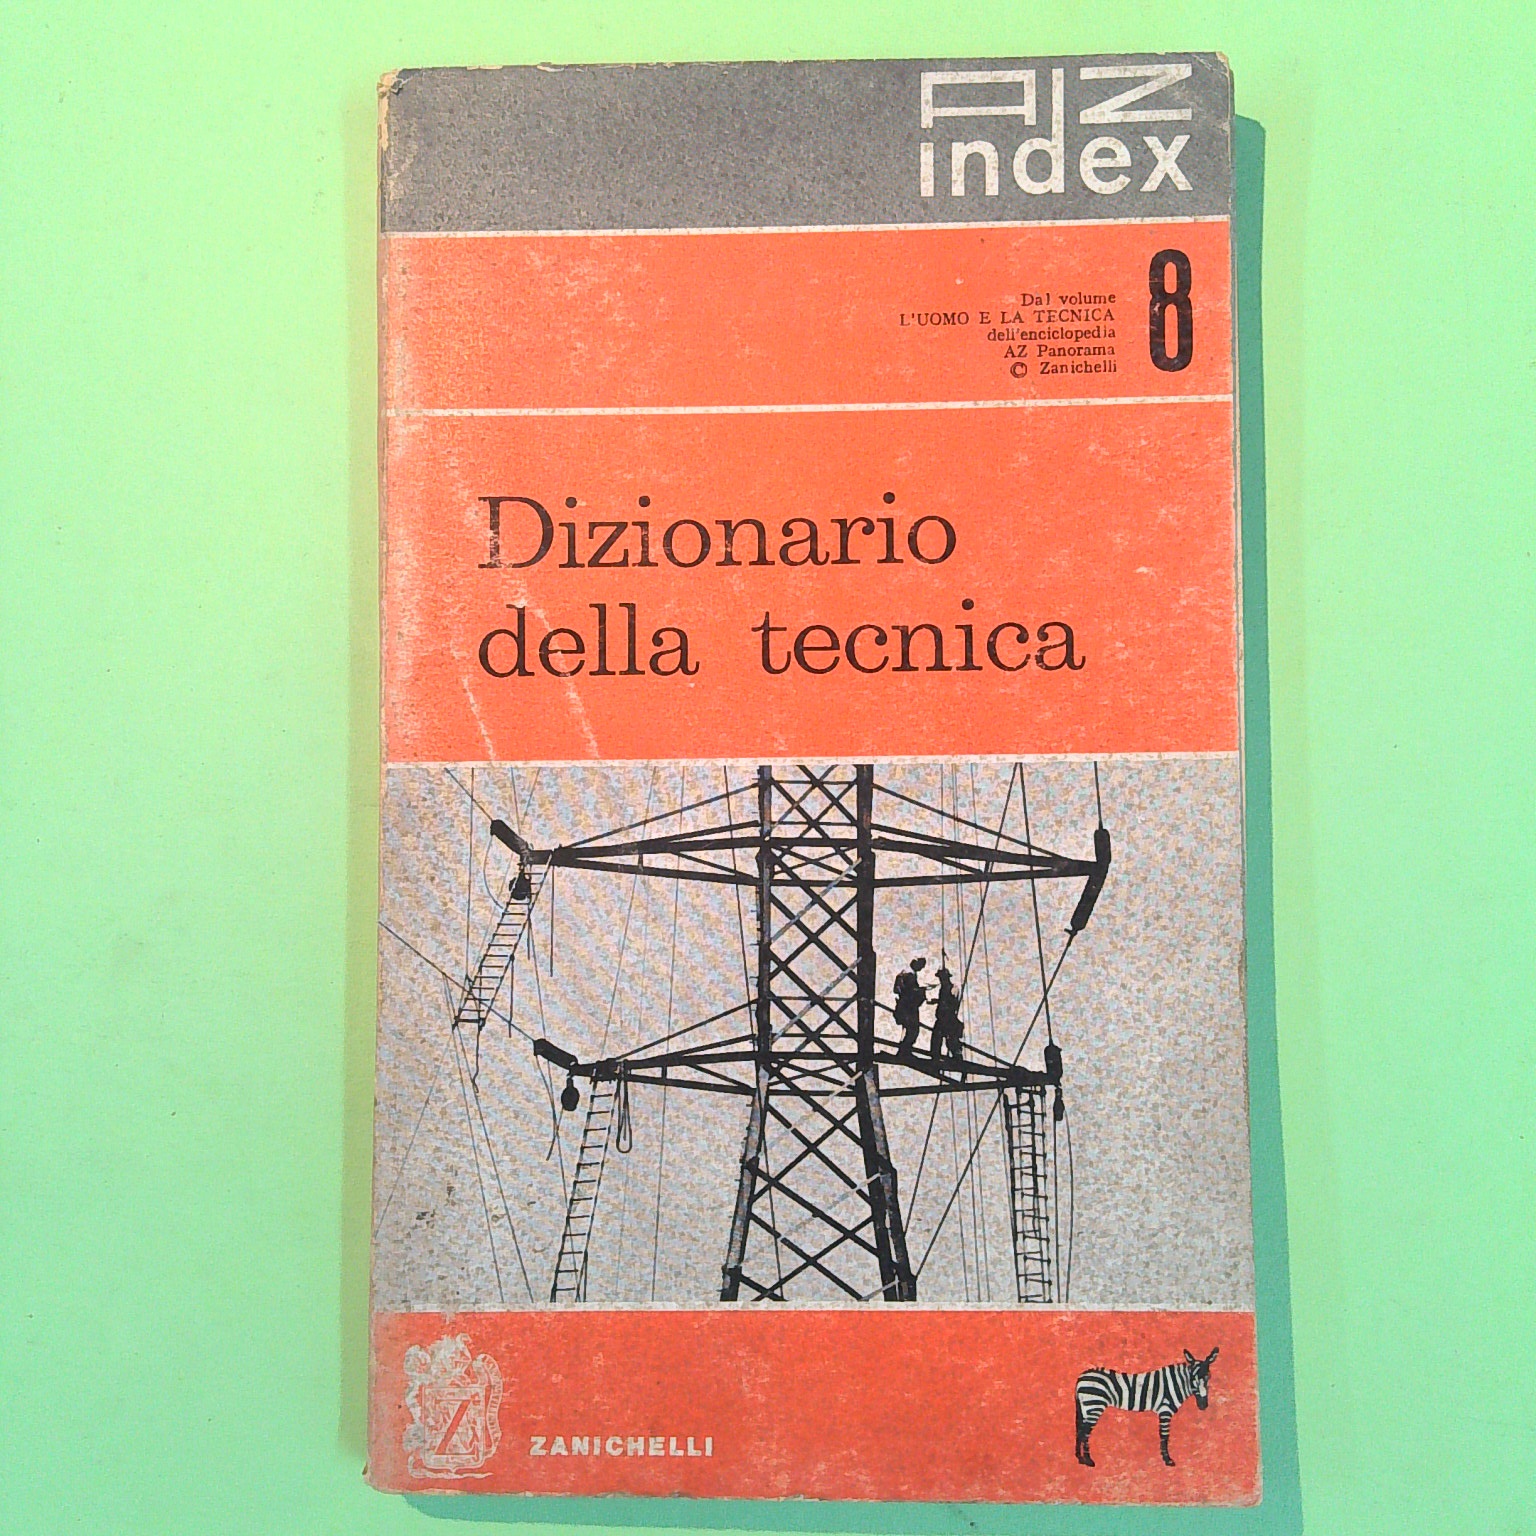 AZ
index
8
Dal volume
L'UOMO E LA TECNICA
dell'enciclopedia
AZ Panorama
© Zanichelli
Dizionario
della tecnica
Z
ZANICHELLI